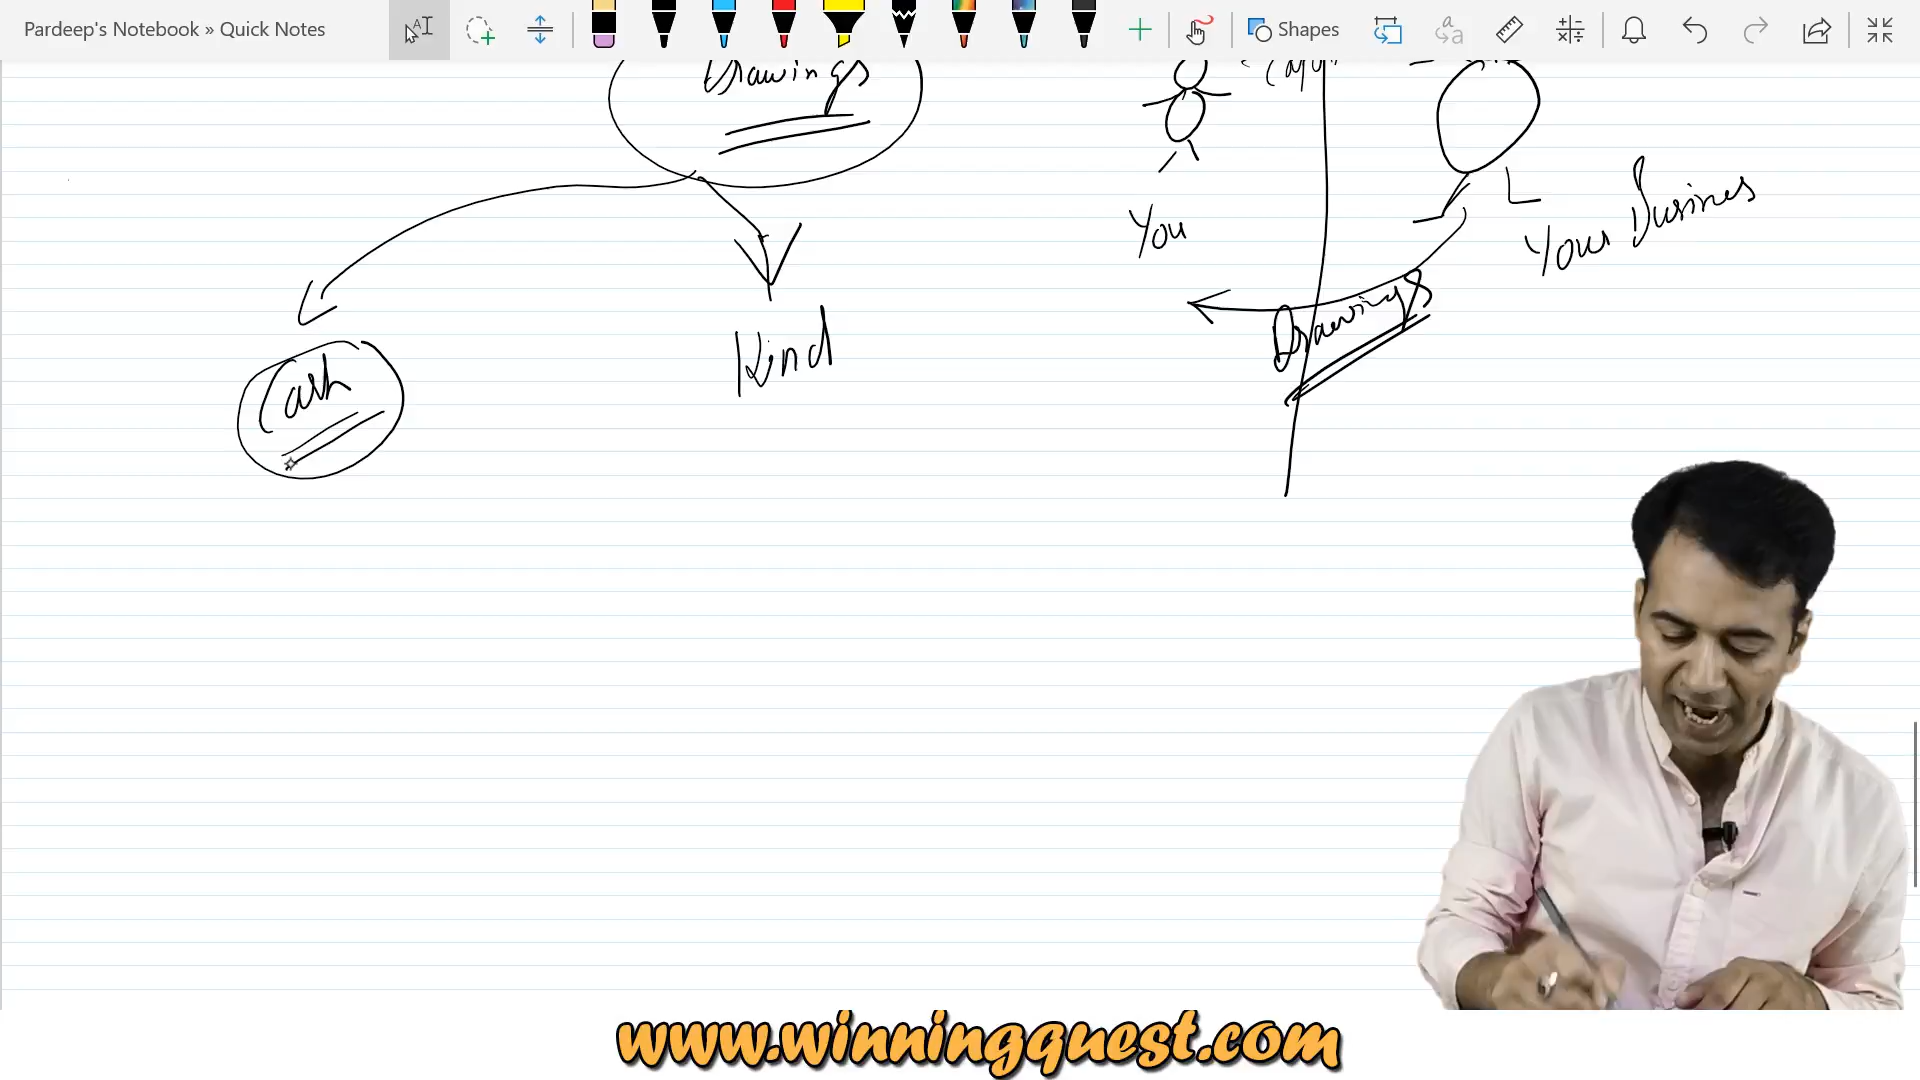 Pardeep's Notebook » Quick Notes
Shapes
Drawings
You
Your Business
Drawings
Kind
Cash
www.winningquest.com